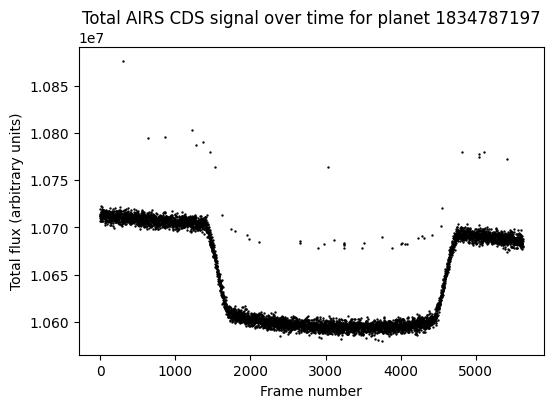 Total AIRS CDS signal over time for planet 1834787197
1e7
1.085
1.080
1.075
1.070
1.065
1.060
Total flux (arbitrary units)
0 1000 2000 3000 4000 5000
Frame number